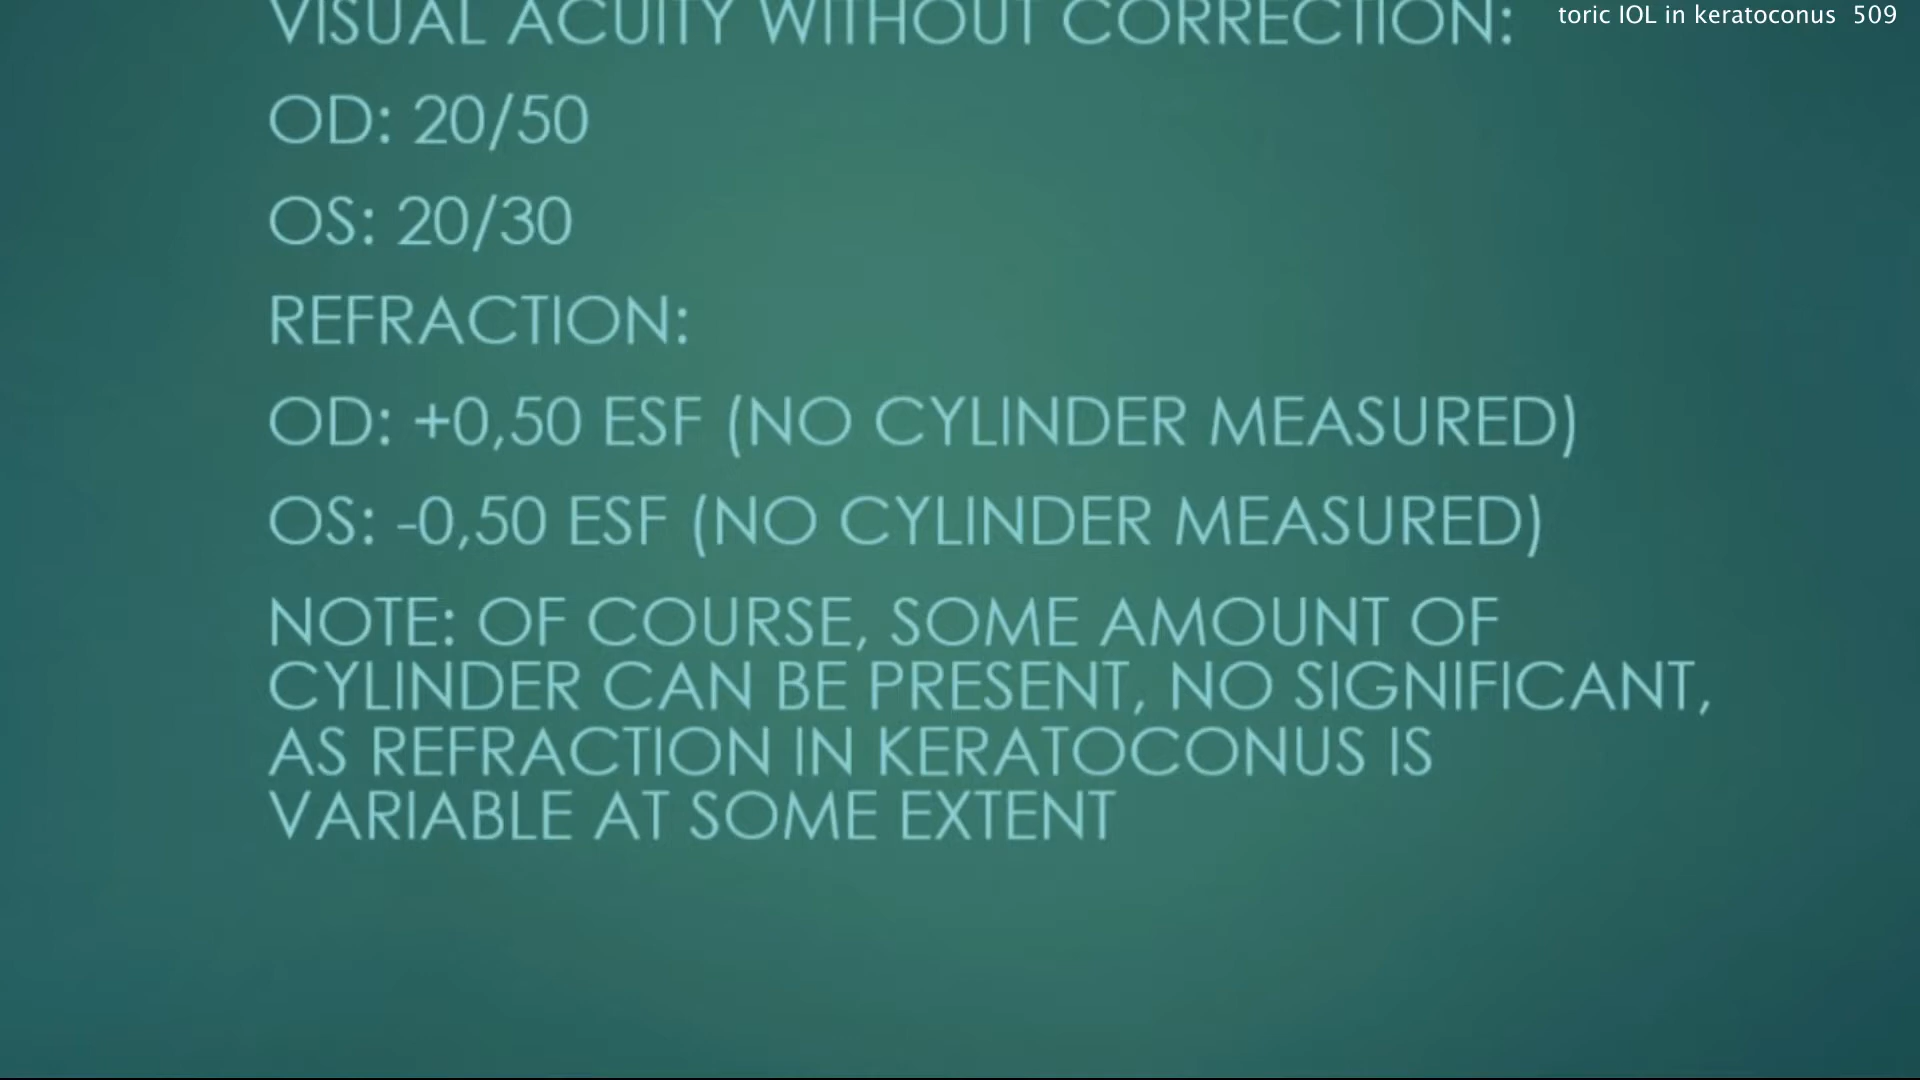 toric IOL in keratoconus 509
VISUAL ACUITY WITHOUT CORRECTION:
OD: 20/50
OS: 20/30
REFRACTION:
OD: +0,50 ESF (NO CYLINDER MEASURED)
OS: -0,50 ESF (NO CYLINDER MEASURED)
NOTE: OF COURSE, SOME AMOUNT OF
CYLINDER CAN BE PRESENT, NO SIGNIFICANT,
AS REFRACTION IN KERATOCONUS IS
VARIABLE AT SOME EXTENT